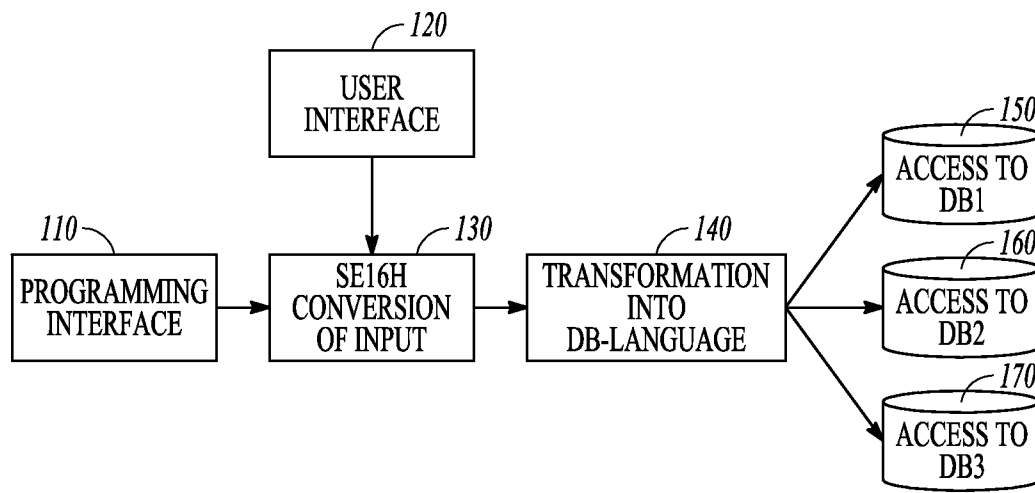 120
USER
INTERFACE
110
PROGRAMMING
INTERFACE
130
SE16H
CONVERSION
OF INPUT
140
TRANSFORMATION
INTO
DB-LANGUAGE
150
ACCESS TO
DB1
160
ACCESS TO
DB2
170
ACCESS TO
DB3